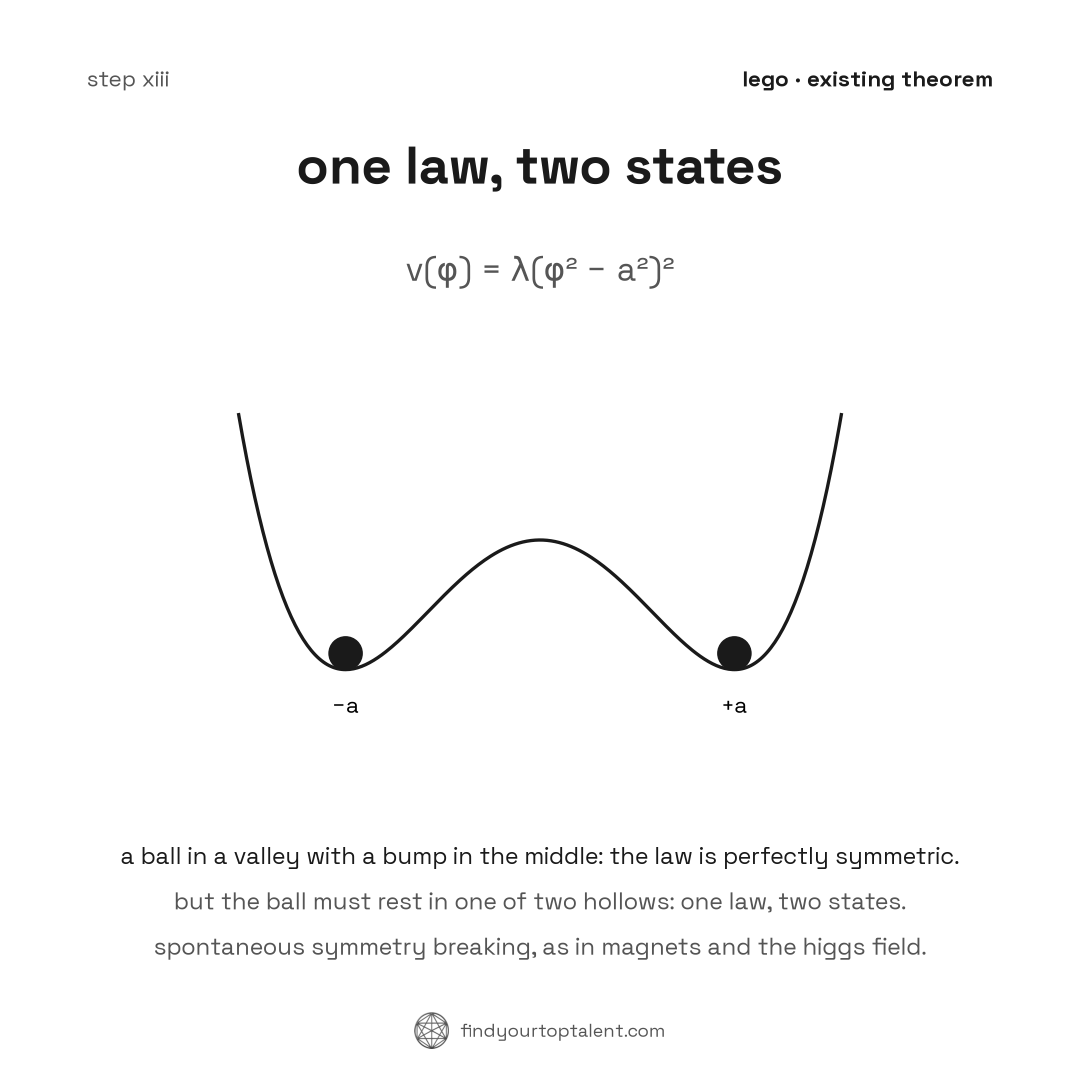 step xiii
lego · existing theorem
one law, two states
v(φ) = λ(φ² − a²)²
−a
+a
a ball in a valley with a bump in the middle: the law is perfectly symmetric.
but the ball must rest in one of two hollows: one law, two states.
spontaneous symmetry breaking, as in magnets and the higgs field.
findyourtoptalent.com